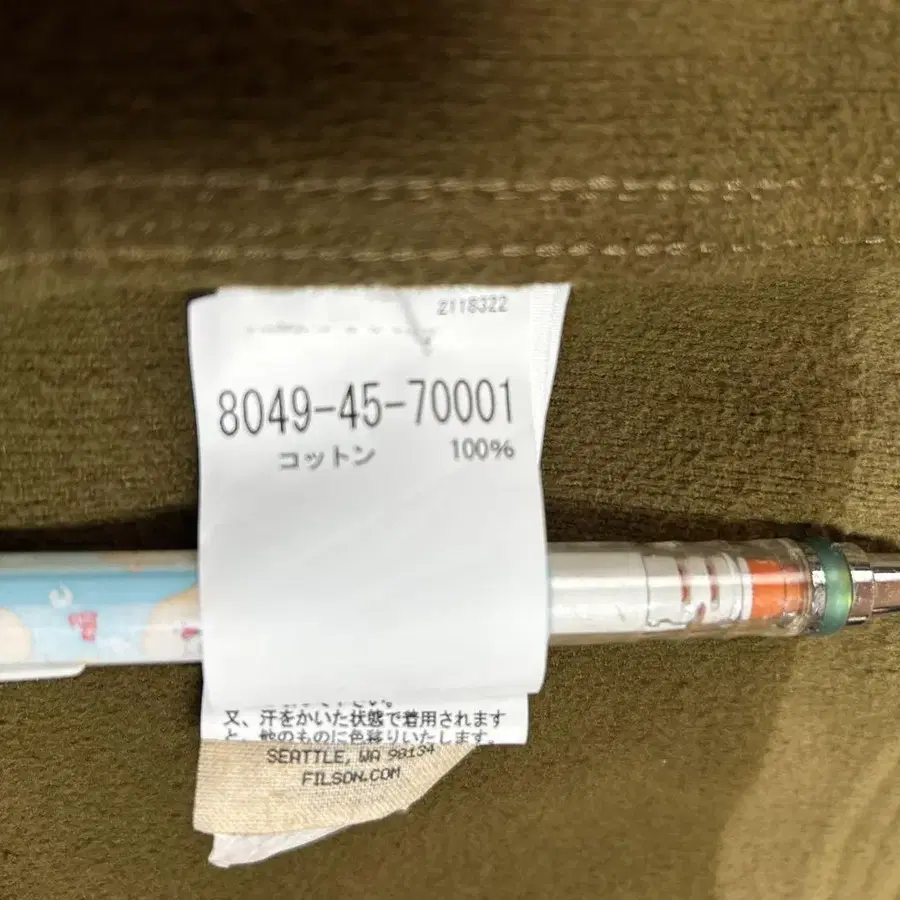 2118322
8049-45-70001
コットン 100%
又、汗をかいた状態で着用されます
と、他のものに色移りいたします。
SEATTLE, WA 98134
FILSON.COM